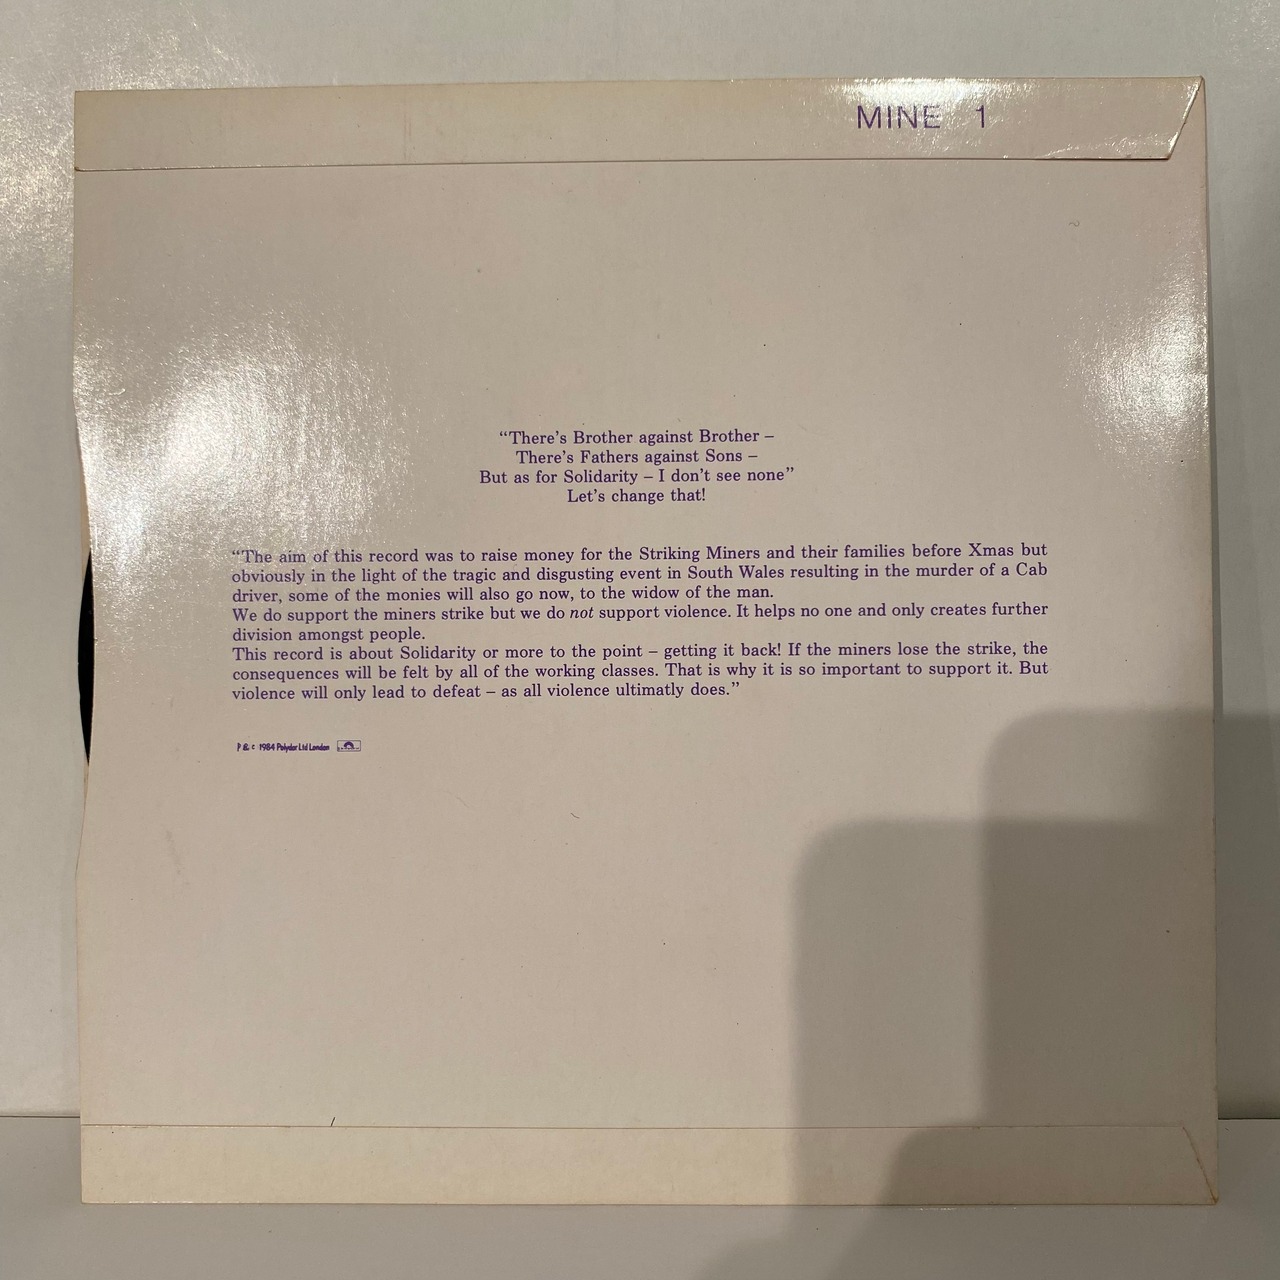 MINE 1
“There’s Brother against Brother –
There’s Fathers against Sons –
But as for Solidarity – I don’t see none”
Let’s change that!
“The aim of this record was to raise money for the Striking Miners and their families before Xmas but
obviously in the light of the tragic and disgusting event in South Wales resulting in the murder of a Cab
driver, some of the monies will also go now, to the widow of the man.
We do support the miners strike but we do not support violence. It helps no one and only creates further
division amongst people.
This record is about Solidarity or more to the point – getting it back! If the miners lose the strike, the
consequences will be felt by all of the working classes. That is why it is so important to support it. But
violence will only lead to defeat – as all violence ultimatly does.”
P & c 1984 Polydor Ltd London